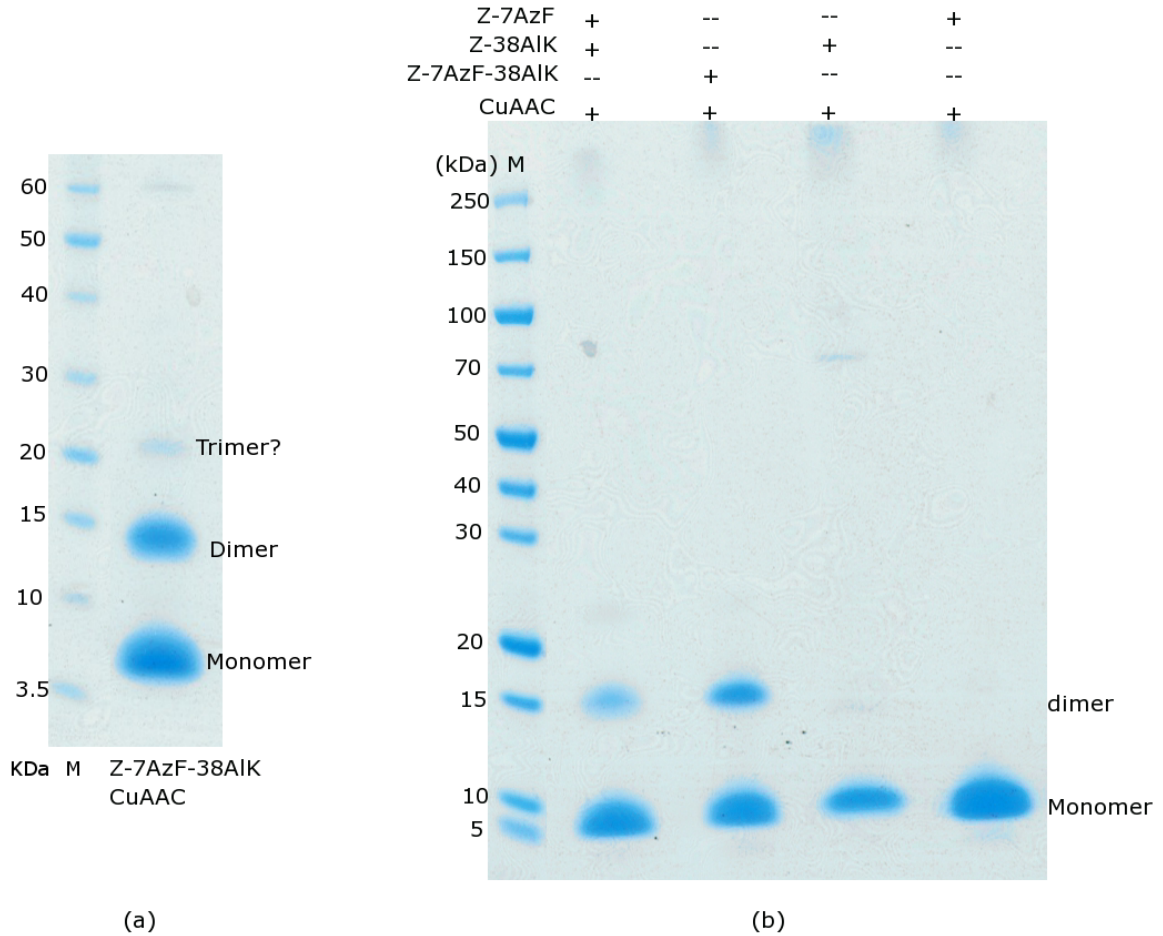 Z-7AzF + -- -- +
Z-38AlK + -- + --
Z-7AzF-38AlK -- + -- --
CuAAC + + + +
(kDa) M
250
150
100
70
50
40
30
20
15
10
5
dimer
Monomer
60
50
40
30
20
15
10
3.5
Trimer?
Dimer
Monomer
KDa M Z-7AzF-38AlK
CuAAC
(a) (b)